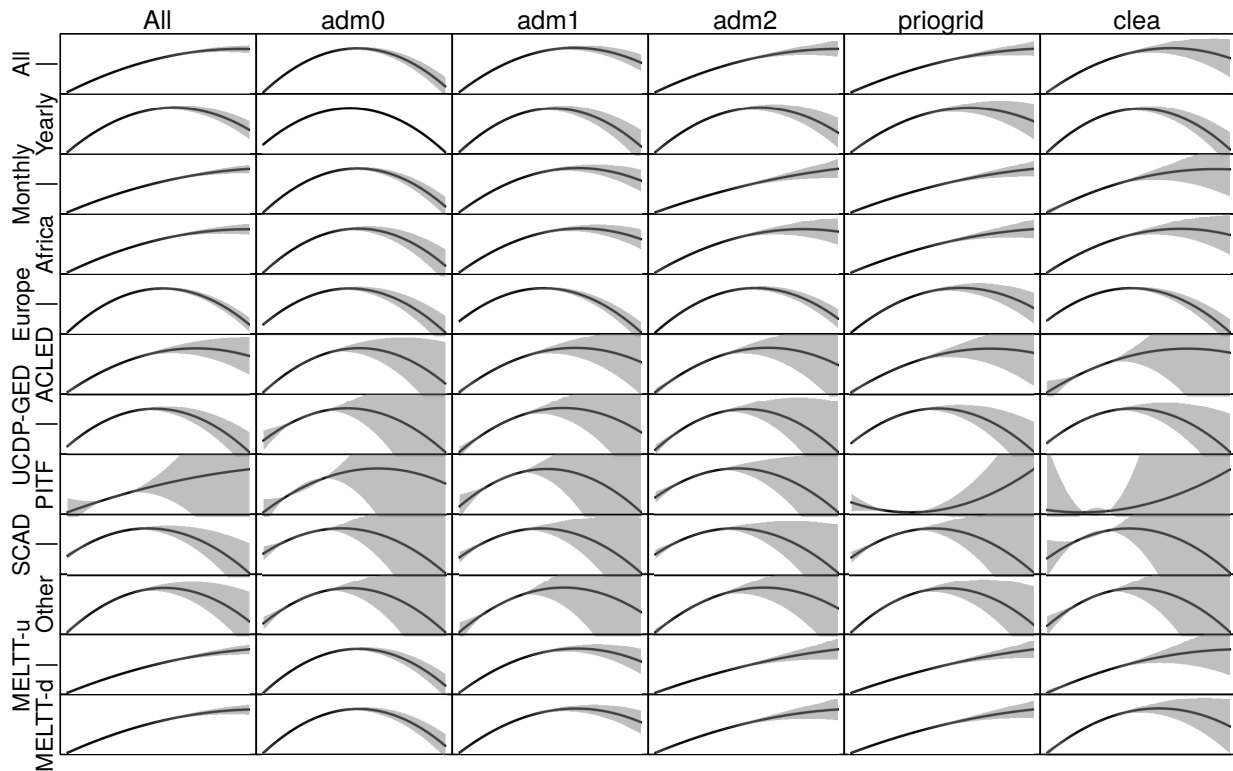 All adm0 adm1 adm2 priogrid clea
All
Yearly
Monthly
Africa
Europe
ACLED
UCDP-GED
PITF
SCAD
Other
MELTT-u
MELTT-d